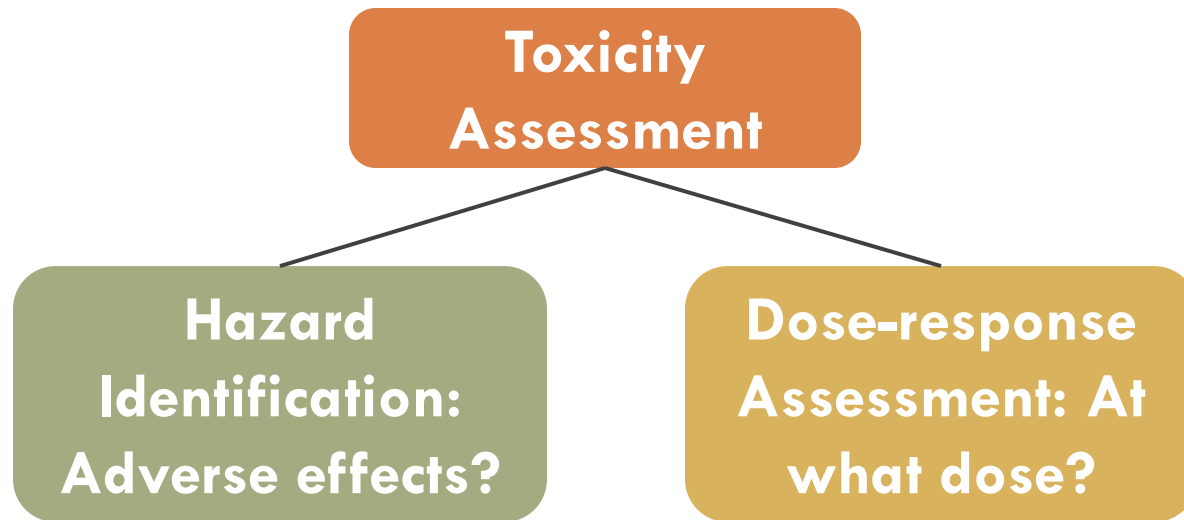 Toxicity
Assessment
Hazard
Identification:
Adverse effects?
Dose-response
Assessment: At
what dose?